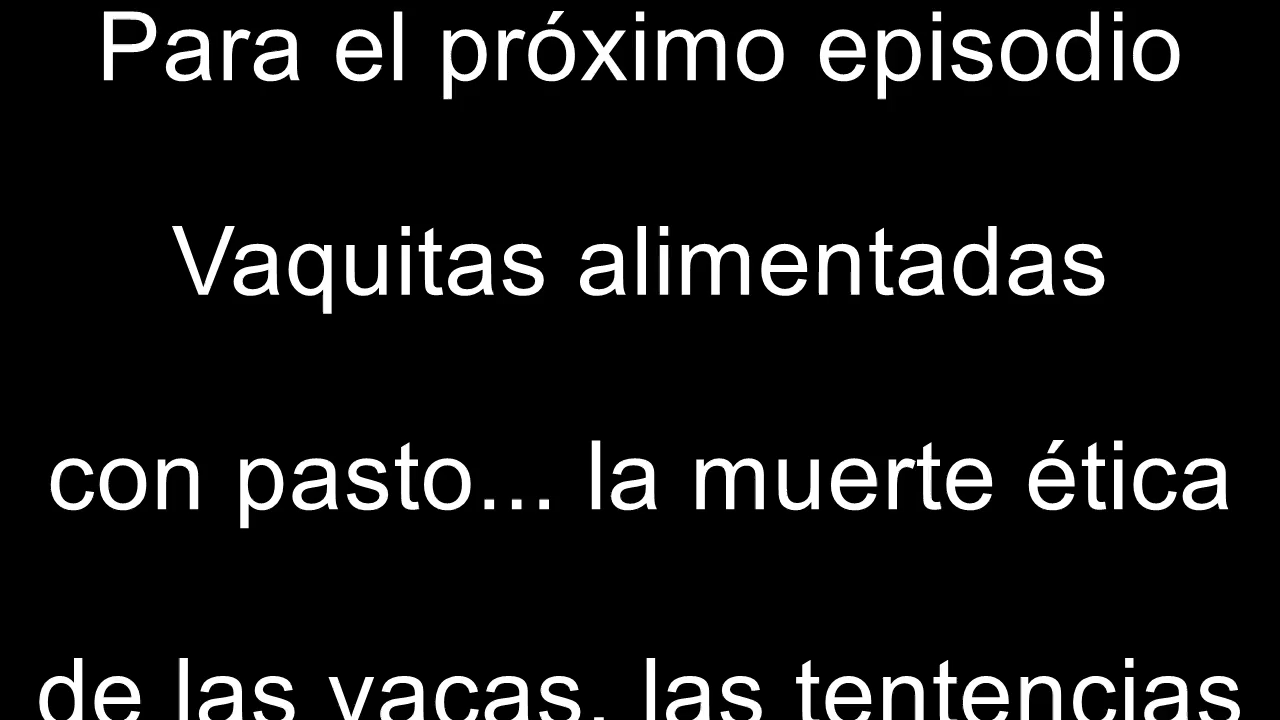 Para el próximo episodio
Vaquitas alimentadas
con pasto... la muerte ética
de las vacas, las tentencias